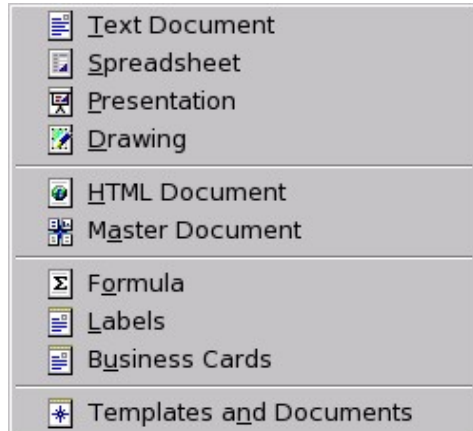 Text Document
Spreadsheet
Presentation
Drawing
HTML Document
Master Document
Formula
Labels
Business Cards
Templates and Documents